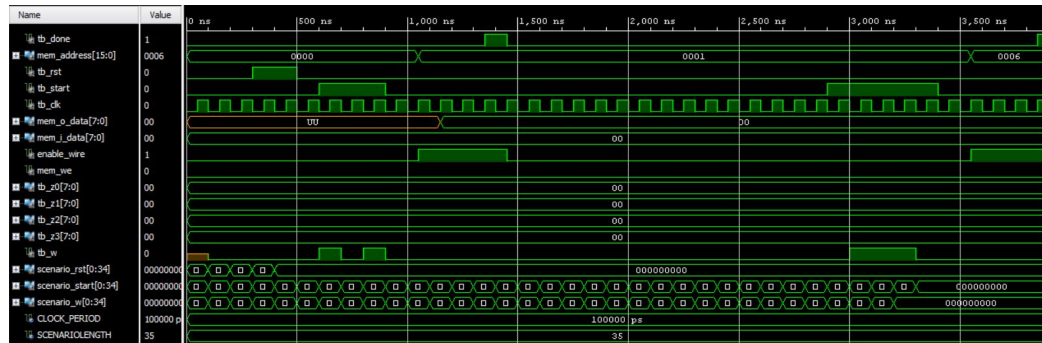 Name Value 0 ns 500 ns 1,000 ns 1,500 ns 2,000 ns 2,500 ns 3,000 ns 3,500 ns
tb_done 1
mem_address[15:0] 0006 0000 0001 0006
tb_rst 0
tb_start 0
tb_clk 0
mem_o_data[7:0] 00 UU 00
mem_i_data[7:0] 00 00
enable_wire 1
mem_we 0
tb_z0[7:0] 00 00
tb_z1[7:0] 00 00
tb_z2[7:0] 00 00
tb_z3[7:0] 00 00
tb_w 0
scenario_rst[0:34] 00000000 000000000
scenario_start[0:34] 00000000 000000000
scenario_w[0:34] 00000000 000000000
CLOCK_PERIOD 100000 p 100000 ps
SCENARIOLENGTH 35 35